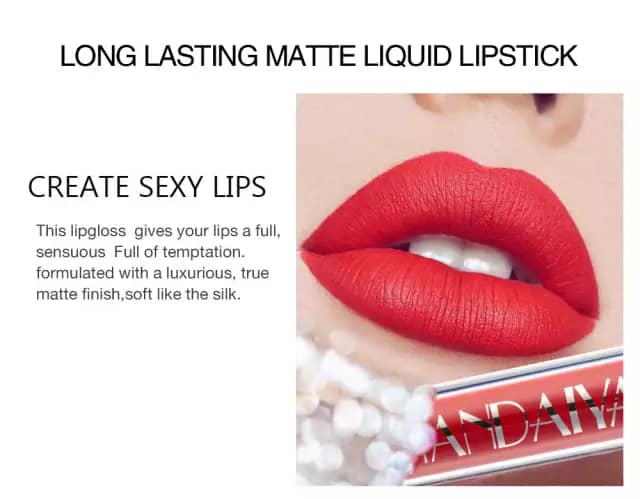 LONG LASTING MATTE LIQUID LIPSTICK
CREATE SEXY LIPS
This lipgloss gives your lips a full,
sensuous Full of temptation.
formulated with a luxurious, true
matte finish,soft like the silk.
ANDAIYA